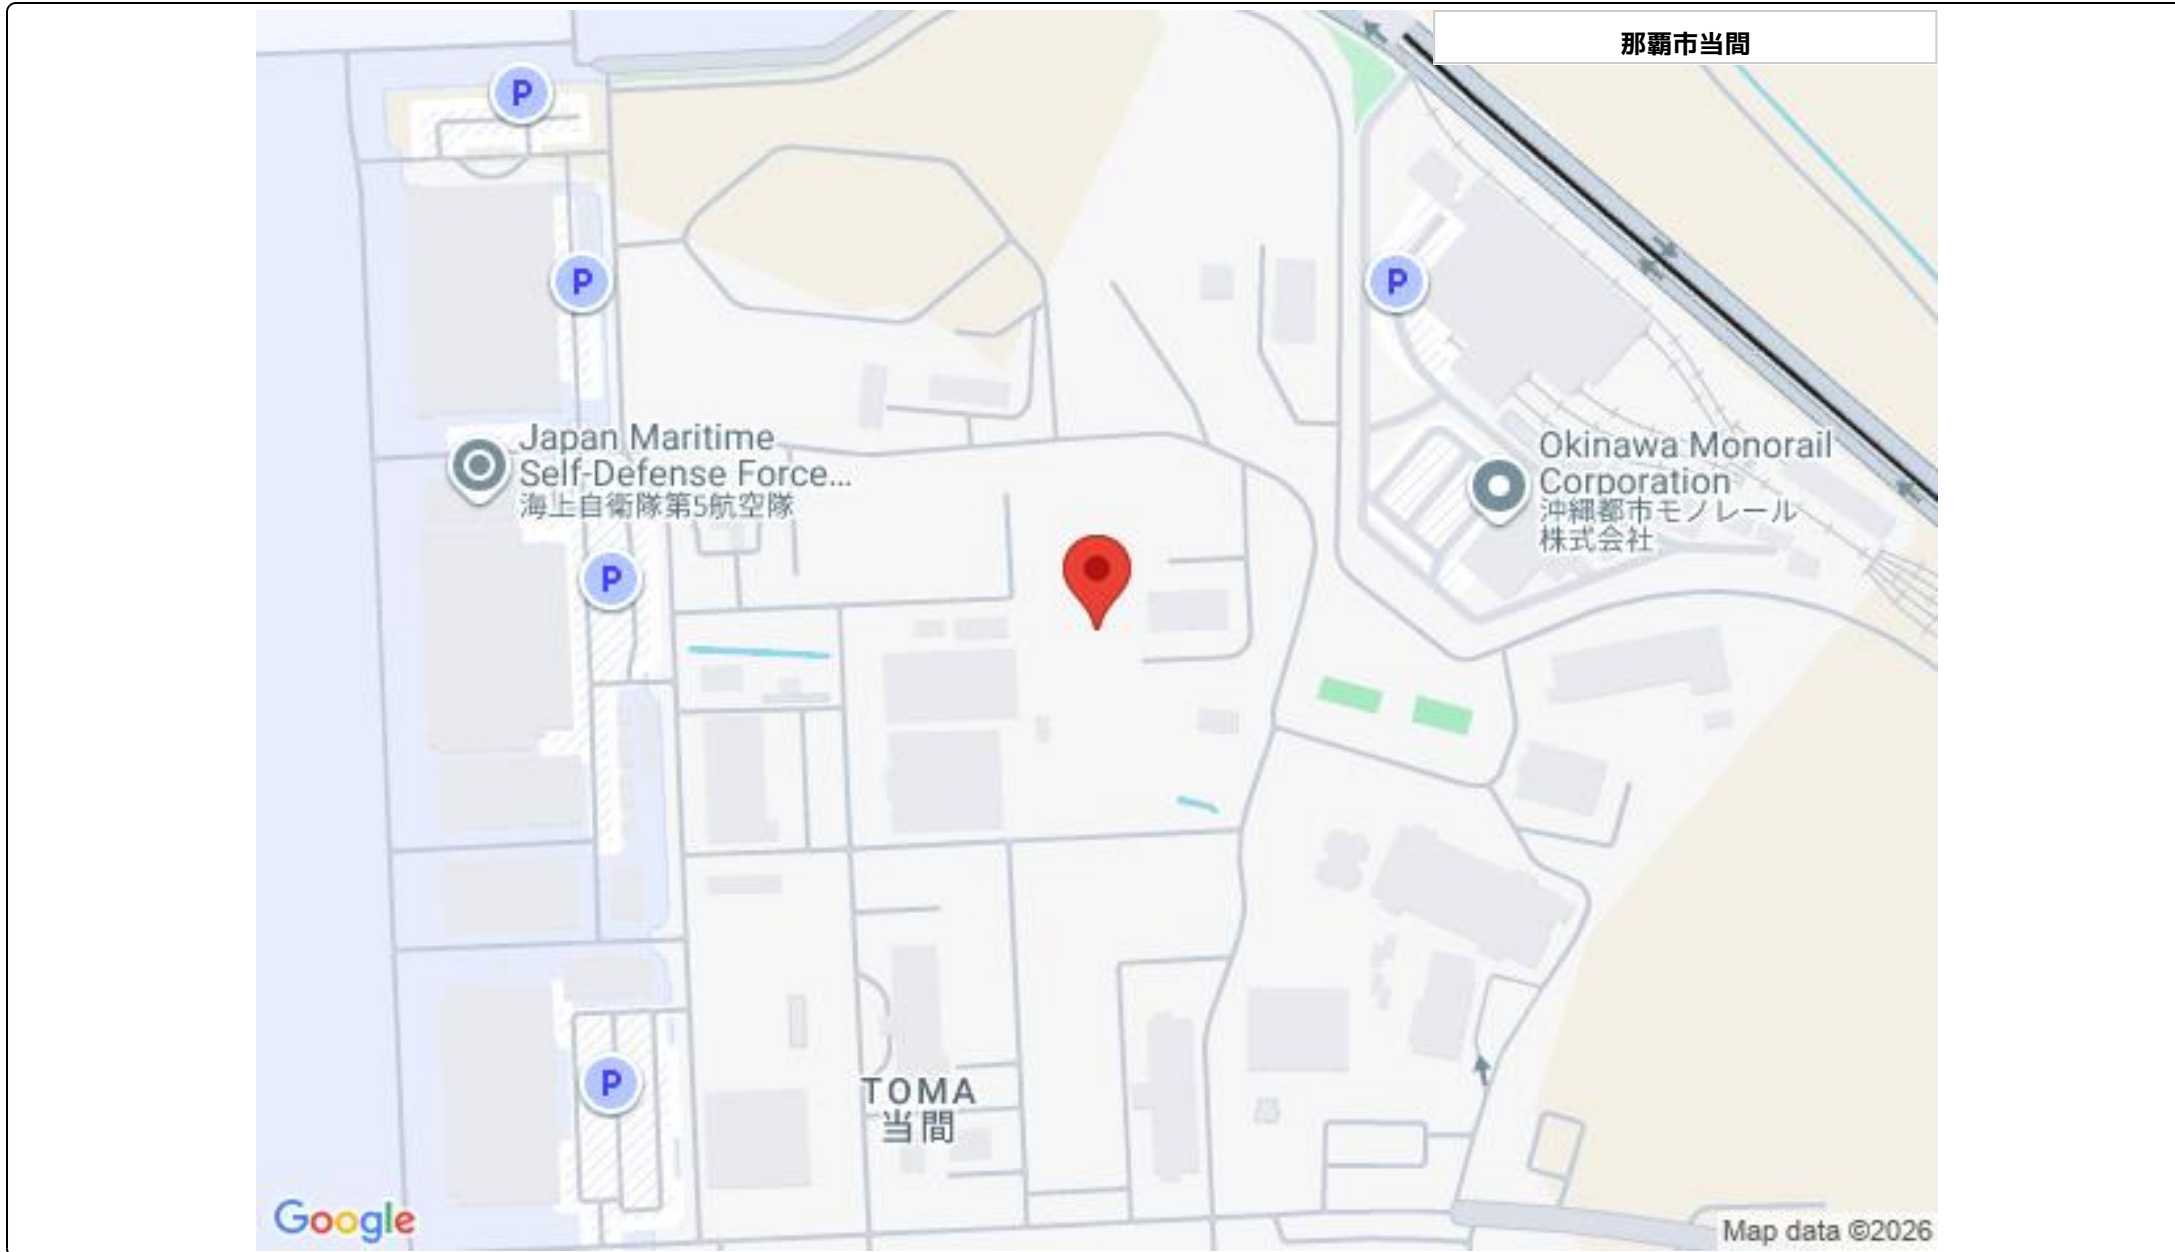 那覇市当間
P
P
P
Japan Maritime
Self-Defense Force...
海上自衛隊第5航空隊
Okinawa Monorail
Corporation
沖縄都市モノレール
株式会社
P
P
TOMA
当間
Google
Map data ©2026